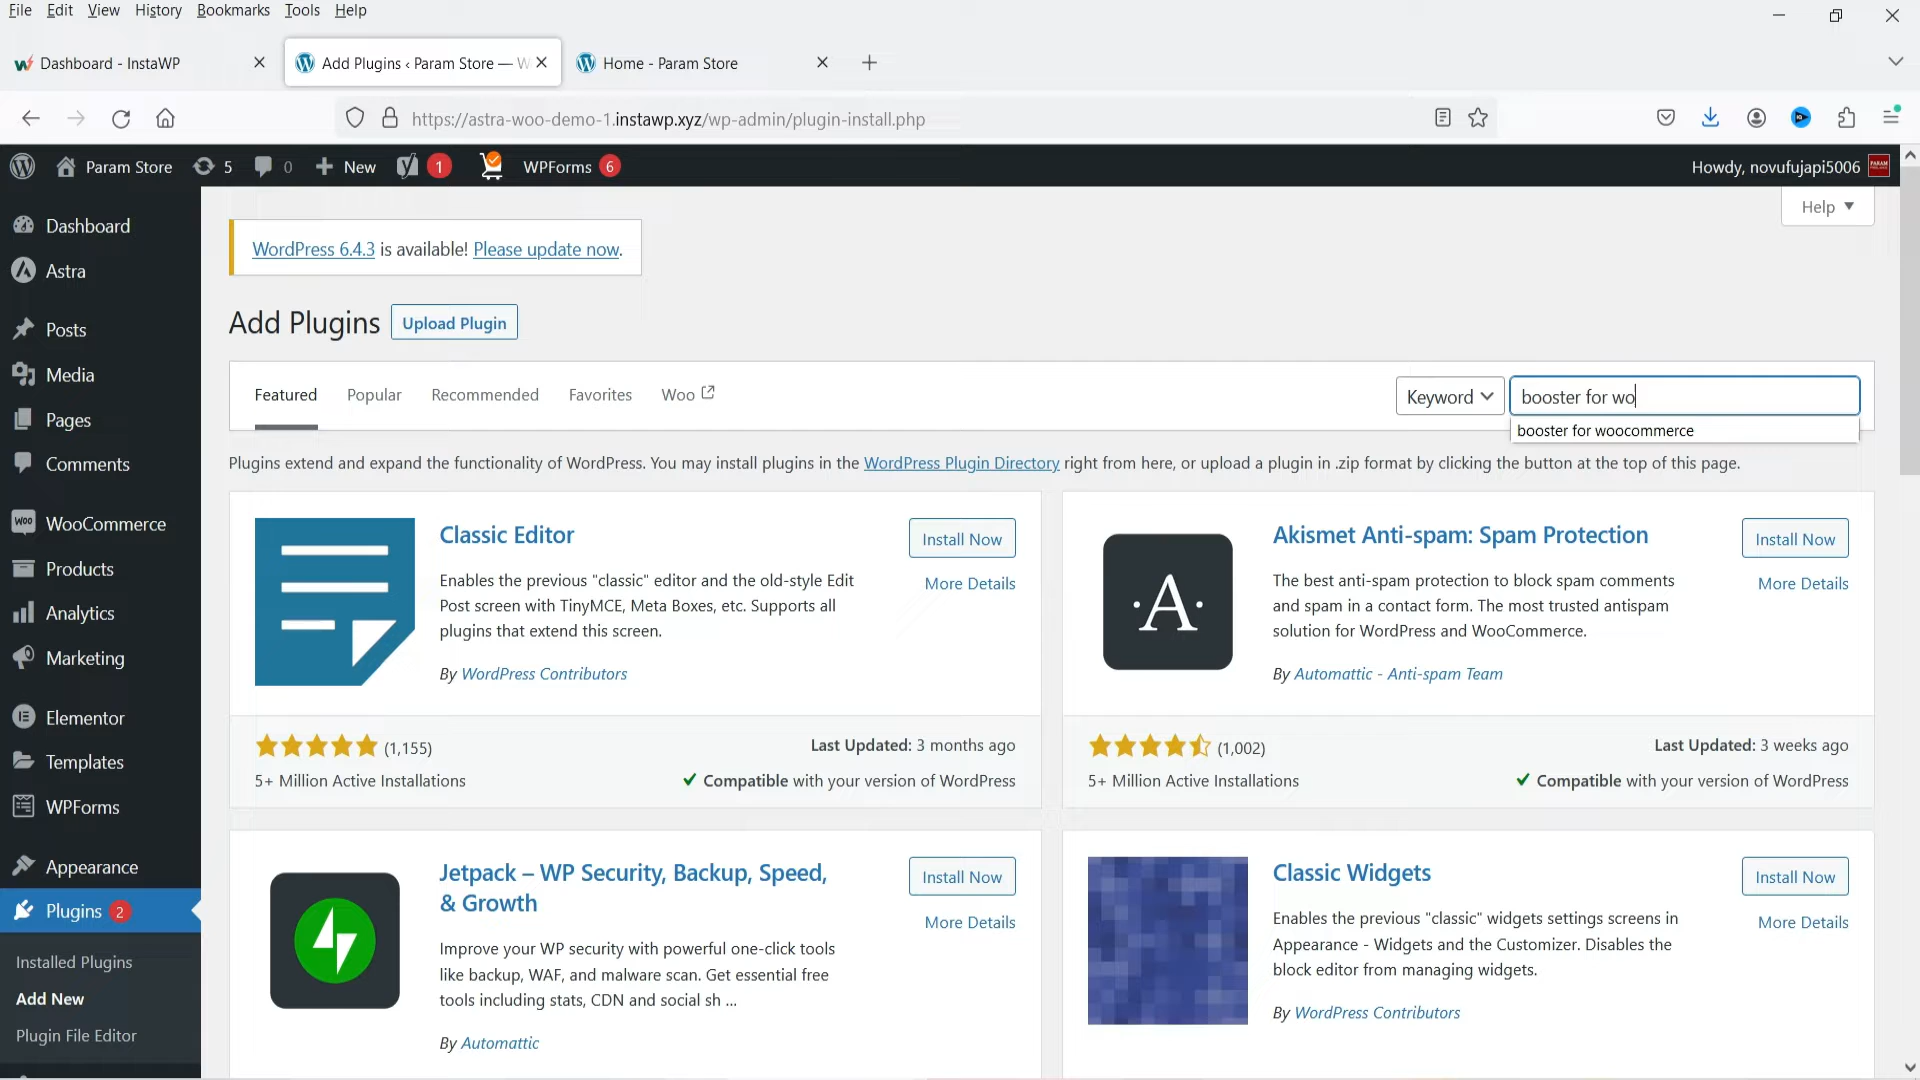 File Edit View History Bookmarks Tools Help
Dashboard - InstaWP
Add Plugins ‹ Param Store — W
Home - Param Store
https://astra-woo-demo-1.instawp.xyz/wp-admin/plugin-install.php
Param Store 5 0 New 1 WPForms 6
Howdy, novufujapi5006
Dashboard
Astra
Posts
Media
Pages
Comments
WooCommerce
Products
Analytics
Marketing
Elementor
Templates
WPForms
Appearance
Plugins 2
Installed Plugins
Add New
Plugin File Editor
Help
WordPress 6.4.3 is available! Please update now.
Add Plugins Upload Plugin
Featured Popular Recommended Favorites Woo
Keyword
booster for wo
booster for woocommerce
Plugins extend and expand the functionality of WordPress. You may install plugins in the WordPress Plugin Directory right from here, or upload a plugin in .zip format by clicking the button at the top of this page.
Classic Editor
Install Now
More Details
Enables the previous "classic" editor and the old-style Edit
Post screen with TinyMCE, Meta Boxes, etc. Supports all
plugins that extend this screen.
By WordPress Contributors
(1,155)
5+ Million Active Installations
Last Updated: 3 months ago
Compatible with your version of WordPress
·A·
Akismet Anti-spam: Spam Protection
Install Now
More Details
The best anti-spam protection to block spam comments
and spam in a contact form. The most trusted antispam
solution for WordPress and WooCommerce.
By Automattic - Anti-spam Team
(1,002)
5+ Million Active Installations
Last Updated: 3 weeks ago
Compatible with your version of WordPress
Jetpack – WP Security, Backup, Speed,
& Growth
Install Now
More Details
Improve your WP security with powerful one-click tools
like backup, WAF, and malware scan. Get essential free
tools including stats, CDN and social sh ...
By Automattic
Classic Widgets
Install Now
More Details
Enables the previous "classic" widgets settings screens in
Appearance - Widgets and the Customizer. Disables the
block editor from managing widgets.
By WordPress Contributors